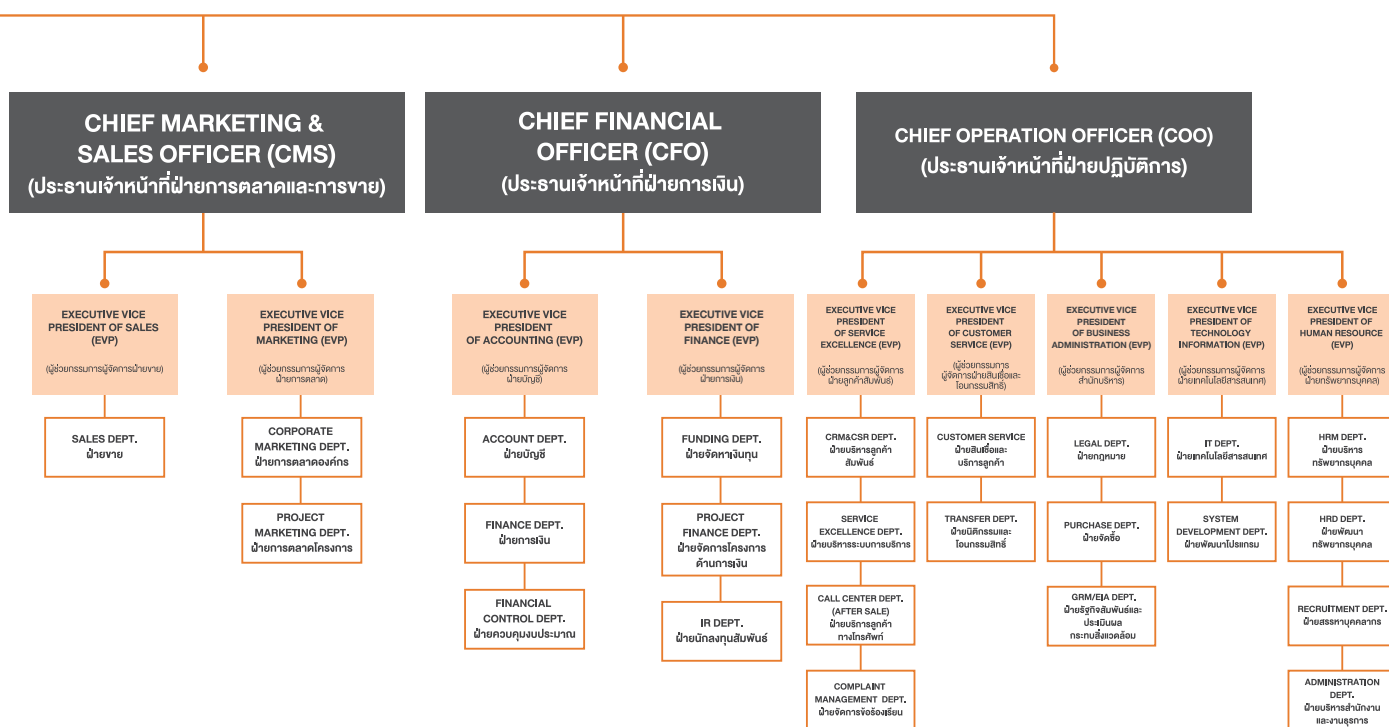 CHIEF MARKETING &
SALES OFFICER (CMS)
(ประธานเจ้าหน้าที่ฝ่ายการตลาดและการขาย)
CHIEF FINANCIAL
OFFICER (CFO)
(ประธานเจ้าหน้าที่ฝ่ายการเงิน)
CHIEF OPERATION OFFICER (COO)
(ประธานเจ้าหน้าที่ฝ่ายปฏิบัติการ)
EXECUTIVE VICE
PRESIDENT OF SALES
(EVP)
(ผู้ช่วยกรรมการผู้จัดการฝ่ายขาย)
EXECUTIVE VICE
PRESIDENT OF
MARKETING (EVP)
(ผู้ช่วยกรรมการผู้จัดการ
ฝ่ายการตลาด)
EXECUTIVE VICE
PRESIDENT
OF ACCOUNTING (EVP)
(ผู้ช่วยกรรมการผู้จัดการ
ฝ่ายบัญชี)
EXECUTIVE VICE
PRESIDENT OF
FINANCE (EVP)
(ผู้ช่วยกรรมการผู้จัดการ
ฝ่ายการเงิน)
EXECUTIVE VICE
PRESIDENT
OF SERVICE
EXCELLENCE (EVP)
(ผู้ช่วยกรรมการผู้จัดการ
ฝ่ายลูกค้าสัมพันธ์)
EXECUTIVE VICE
PRESIDENT
OF CUSTOMER
SERVICE (EVP)
(ผู้ช่วยกรรมการ
ผู้จัดการฝ่ายสินเชื่อและ
โอนกรรมสิทธิ์)
EXECUTIVE VICE
PRESIDENT
OF BUSINESS
ADMINISTRATION (EVP)
(ผู้ช่วยกรรมการผู้จัดการ
สำนักบริหาร)
EXECUTIVE VICE
PRESIDENT OF
TECHNOLOGY
INFORMATION (EVP)
(ผู้ช่วยกรรมการผู้จัดการ
ฝ่ายเทคโนโลยีสารสนเทศ)
EXECUTIVE VICE
PRESIDENT OF
HUMAN RESOURCE
(EVP)
(ผู้ช่วยกรรมการผู้จัดการ
ฝ่ายทรัพยากรบุคคล)
SALES DEPT.
ฝ่ายขาย
CORPORATE
MARKETING DEPT.
ฝ่ายการตลาดองค์กร
PROJECT
MARKETING DEPT.
ฝ่ายการตลาดโครงการ
ACCOUNT DEPT.
ฝ่ายบัญชี
FINANCE DEPT.
ฝ่ายการเงิน
FINANCIAL
CONTROL DEPT.
ฝ่ายควบคุมงบประมาณ
FUNDING DEPT.
ฝ่ายจัดหาเงินทุน
PROJECT
FINANCE DEPT.
ฝ่ายจัดการโครงการ
ด้านการเงิน
IR DEPT.
ฝ่ายนักลงทุนสัมพันธ์
CRM&CSR DEPT.
ฝ่ายบริหารลูกค้า
สัมพันธ์
SERVICE
EXCELLENCE DEPT.
ฝ่ายบริหารระบบการบริการ
CALL CENTER DEPT.
(AFTER SALE)
ฝ่ายบริการลูกค้า
ทางโทรศัพท์
COMPLAINT
MANAGEMENT DEPT.
ฝ่ายจัดการข้อร้องเรียน
CUSTOMER SERVICE
ฝ่ายสินเชื่อและ
บริการลูกค้า
TRANSFER DEPT.
ฝ่ายนิติกรรมและ
โอนกรรมสิทธิ์
LEGAL DEPT.
ฝ่ายกฎหมาย
PURCHASE DEPT.
ฝ่ายจัดซื้อ
GRM/EIA DEPT.
ฝ่ายรัฐกิจสัมพันธ์และ
ประเมินผล
กระทบสิ่งแวดล้อม
IT DEPT.
ฝ่ายเทคโนโลยีสารสนเทศ
SYSTEM
DEVELOPMENT DEPT.
ฝ่ายพัฒนาโปรแกรม
HRM DEPT.
ฝ่ายบริหาร
ทรัพยากรบุคคล
HRD DEPT.
ฝ่ายพัฒนา
ทรัพยากรบุคคล
RECRUITMENT DEPT.
ฝ่ายสรรหาบุคคลากร
ADMINISTRATION
DEPT.
ฝ่ายบริหารสำนักงาน
และงานธุรการ